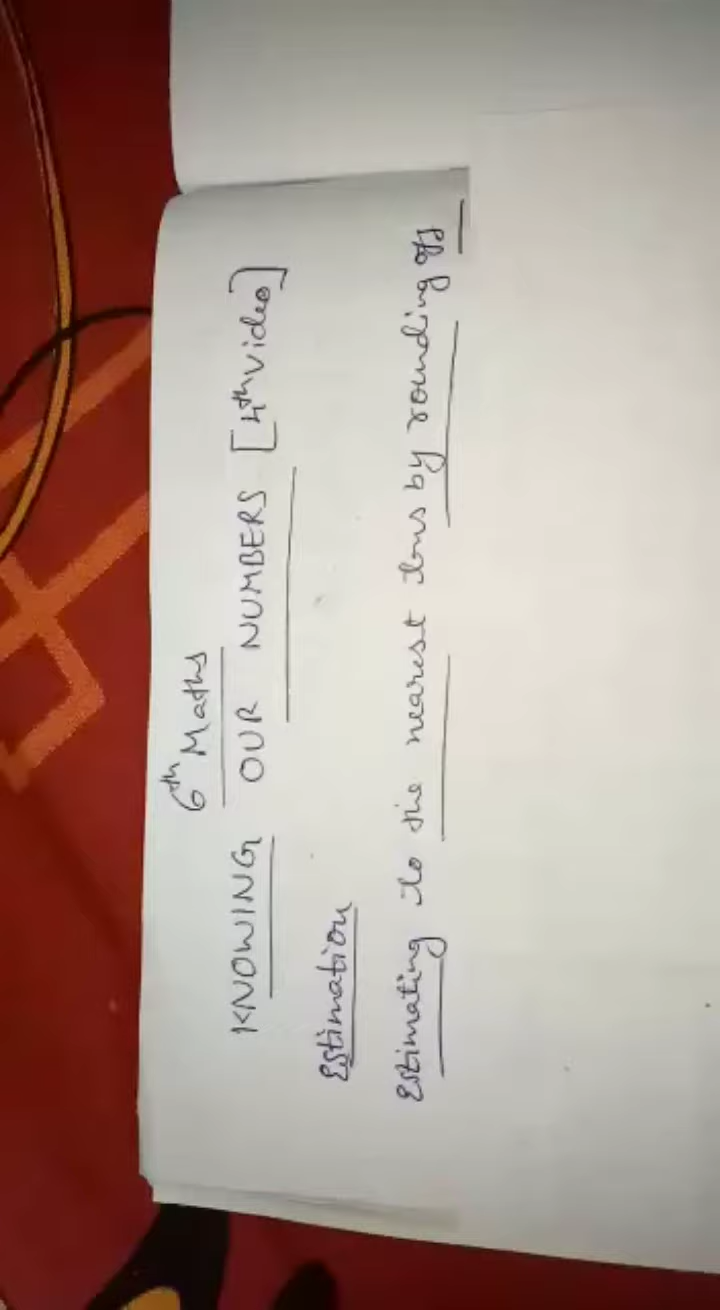 6th Maths
KNOWING OUR NUMBERS [4th video]
Estimation
Estimating to the nearest tens by rounding off